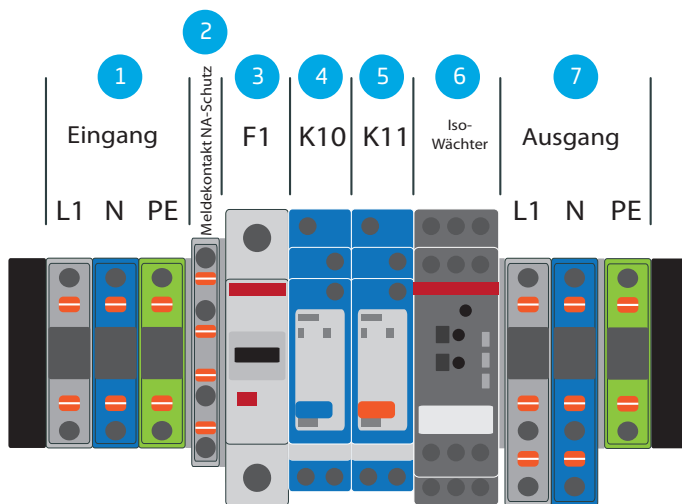 1
2
3
4
5
6
7
Eingang
Meldekontakt NA-Schutz
F1
K10
K11
Iso-
Wächter
Ausgang
L1 N PE
L1 N PE